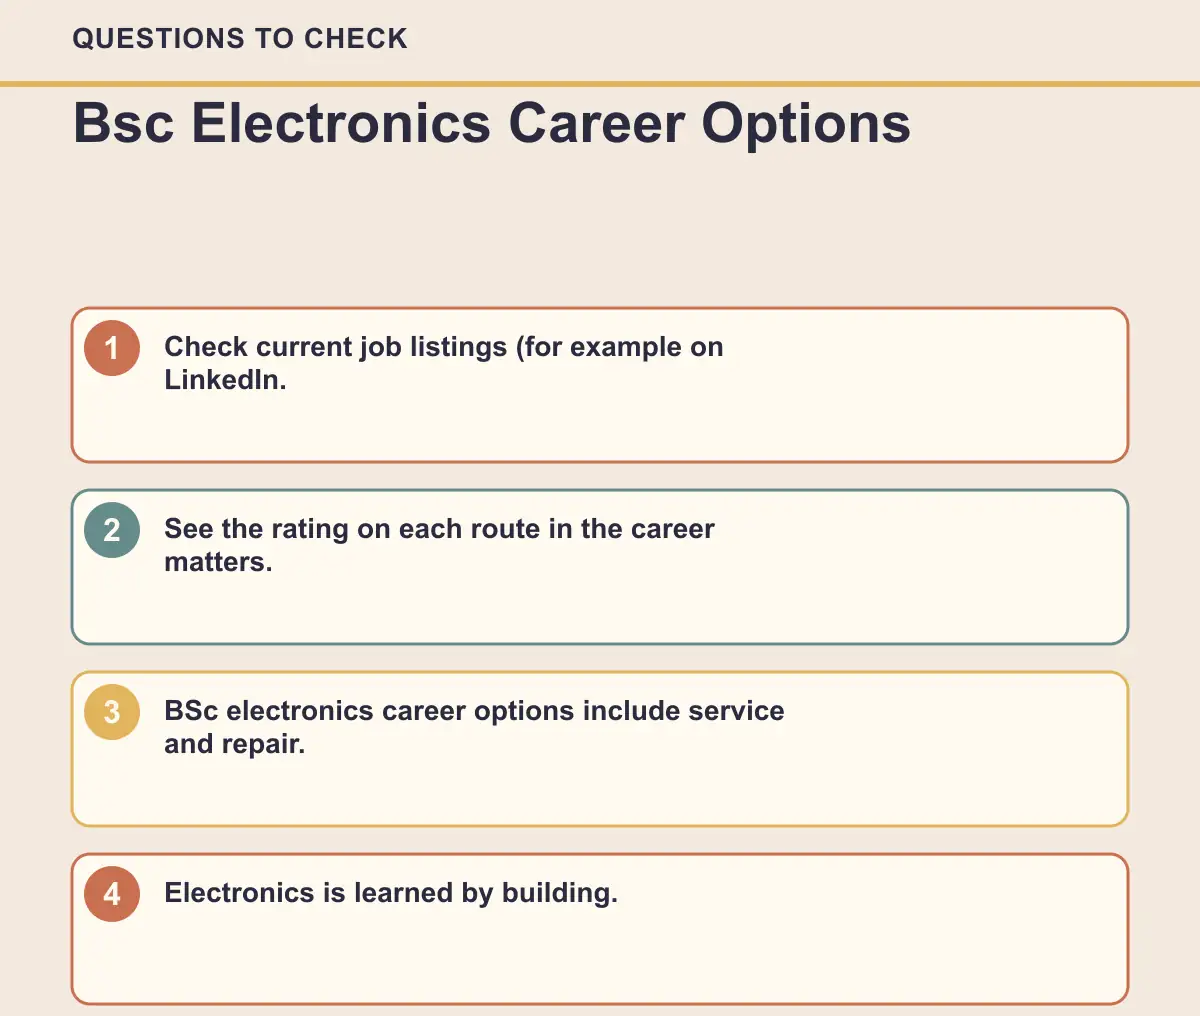 QUESTIONS TO CHECK
Bsc Electronics Career Options
1
Check current job listings (for example on
LinkedIn.
2
See the rating on each route in the career
matters.
3
BSc electronics career options include service
and repair.
4
Electronics is learned by building.